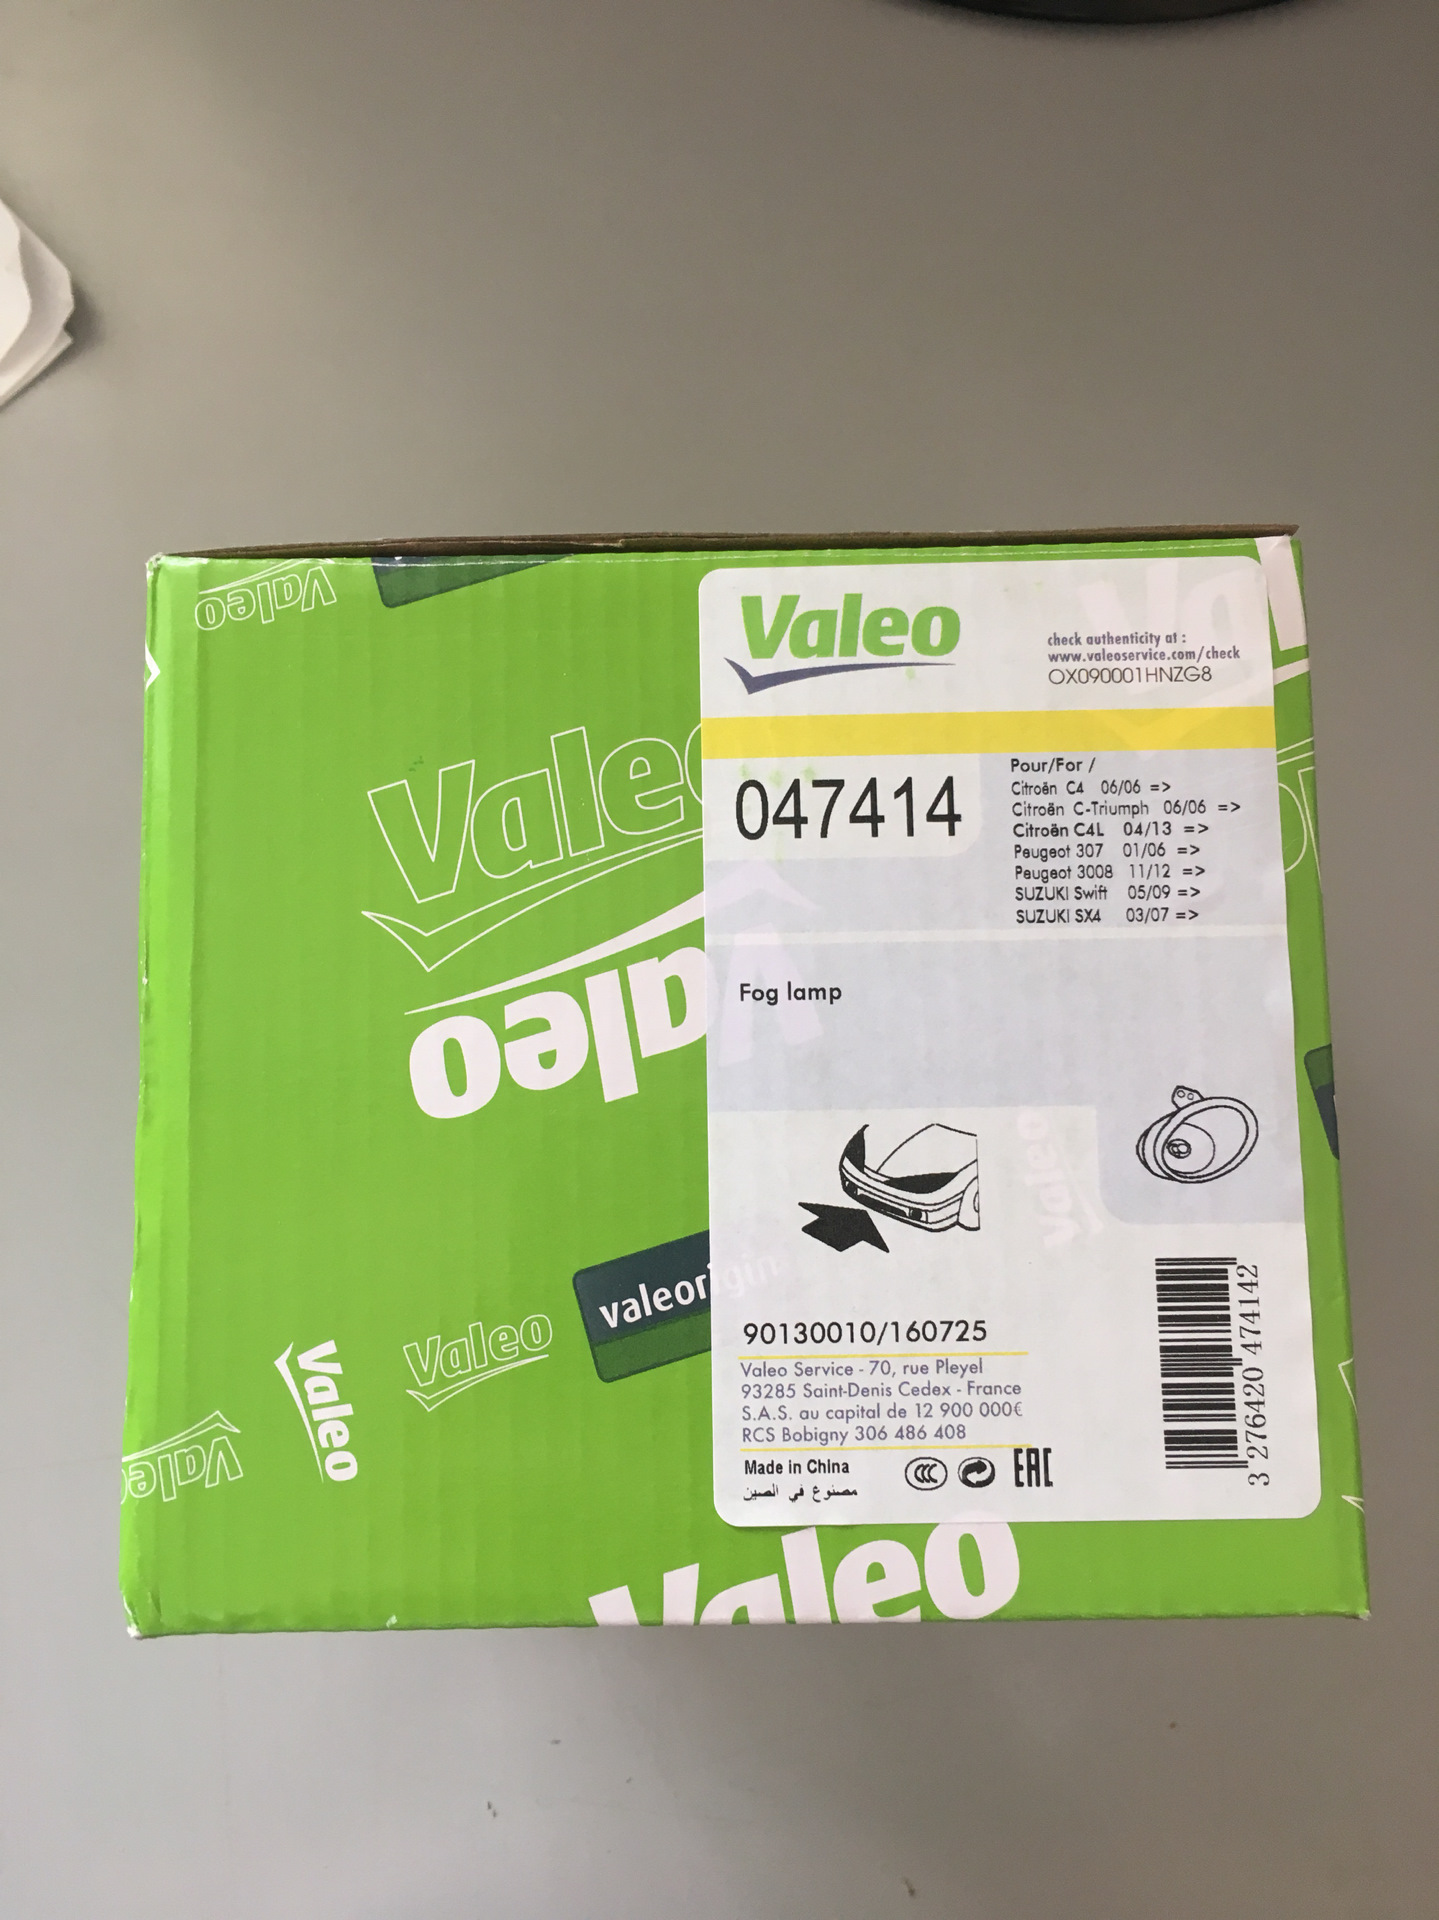 Valeo
Valeo
check authenticity at :
www.valeoservice.com/check
OX090001HNZG8
047414
Pour/For /
Citroën C4 06/06 =>
Citroën C-Triumph 06/06 =>
Citroën C4L 04/13 =>
Peugeot 307 01/06 =>
Peugeot 3008 11/12 =>
SUZUKI Swift 05/09 =>
SUZUKI SX4 03/07 =>
Valeo
Valeo
Fog lamp
Valeo
valeorigin
90130010/160725
Valeo Service - 70, rue Pleyel
93285 Saint-Denis Cedex - France
S.A.S. au capital de 12 900 000€
RCS Bobigny 306 486 408
Made in China
مصنوع في الصين
CCC
EAC
3 276420 474142
Valeo
Valeo
Valeo
Valeo